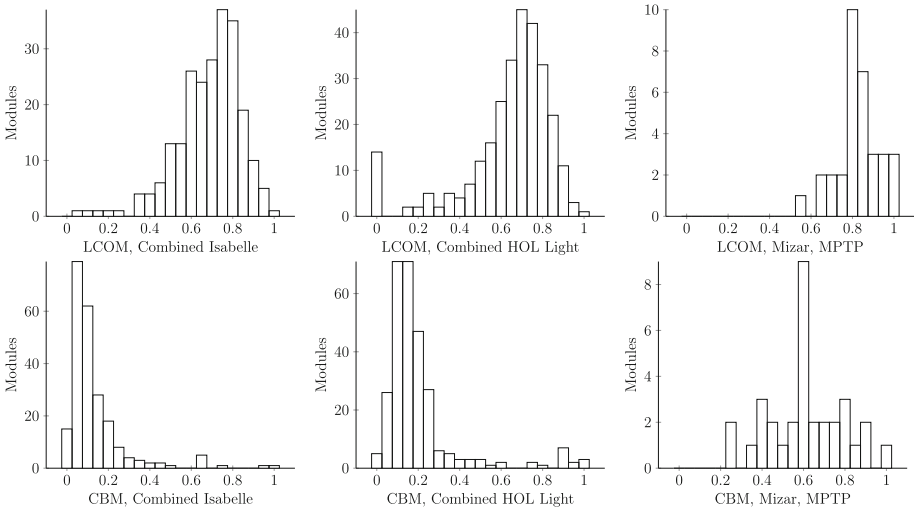 30
20
10
0
Modules
0 0.2 0.4 0.6 0.8 1
LCOM, Combined Isabelle
40
30
20
10
0
Modules
0 0.2 0.4 0.6 0.8 1
LCOM, Combined HOL Light
10
8
6
4
2
0
Modules
0 0.2 0.4 0.6 0.8 1
LCOM, Mizar, MPTP
60
40
20
0
Modules
0 0.2 0.4 0.6 0.8 1
CBM, Combined Isabelle
60
40
20
0
Modules
0 0.2 0.4 0.6 0.8 1
CBM, Combined HOL Light
8
6
4
2
0
Modules
0 0.2 0.4 0.6 0.8 1
CBM, Mizar, MPTP